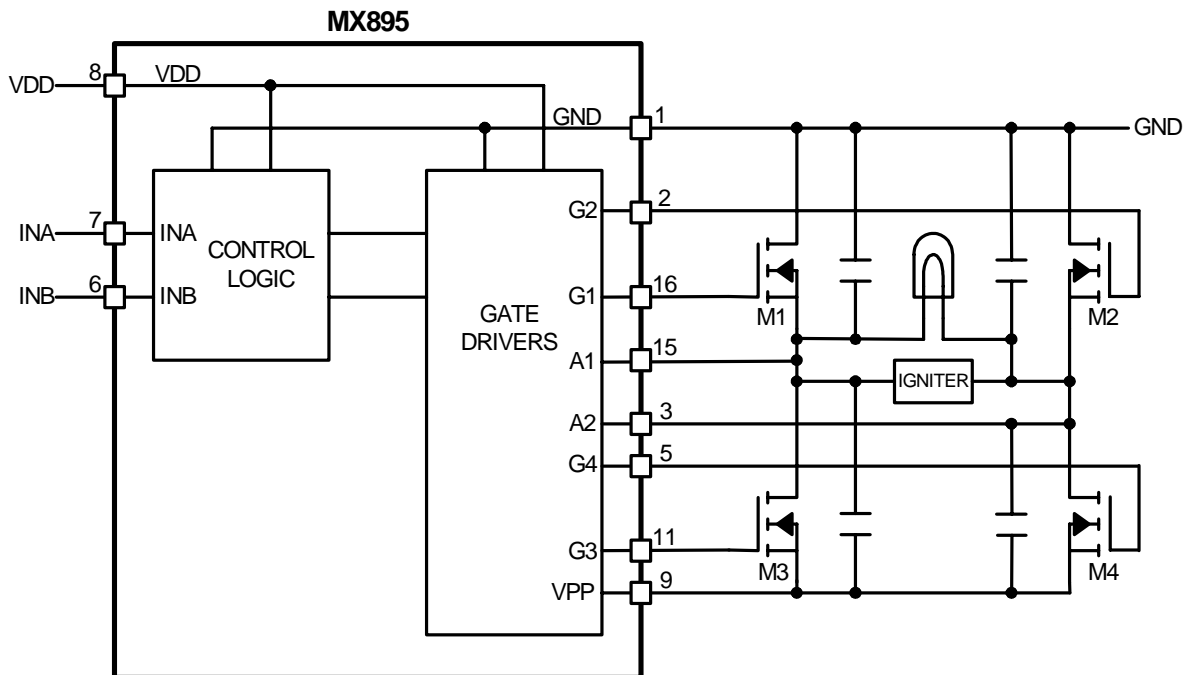 MX895
VDD
8
VDD
GND
1
GND
G2
2
INA
7
INA
CONTROL
LOGIC
INB
6
INB
GATE
DRIVERS
G1
16
M1
M2
A1
15
IGNITER
A2
3
G4
5
G3
11
M3
M4
VPP
9